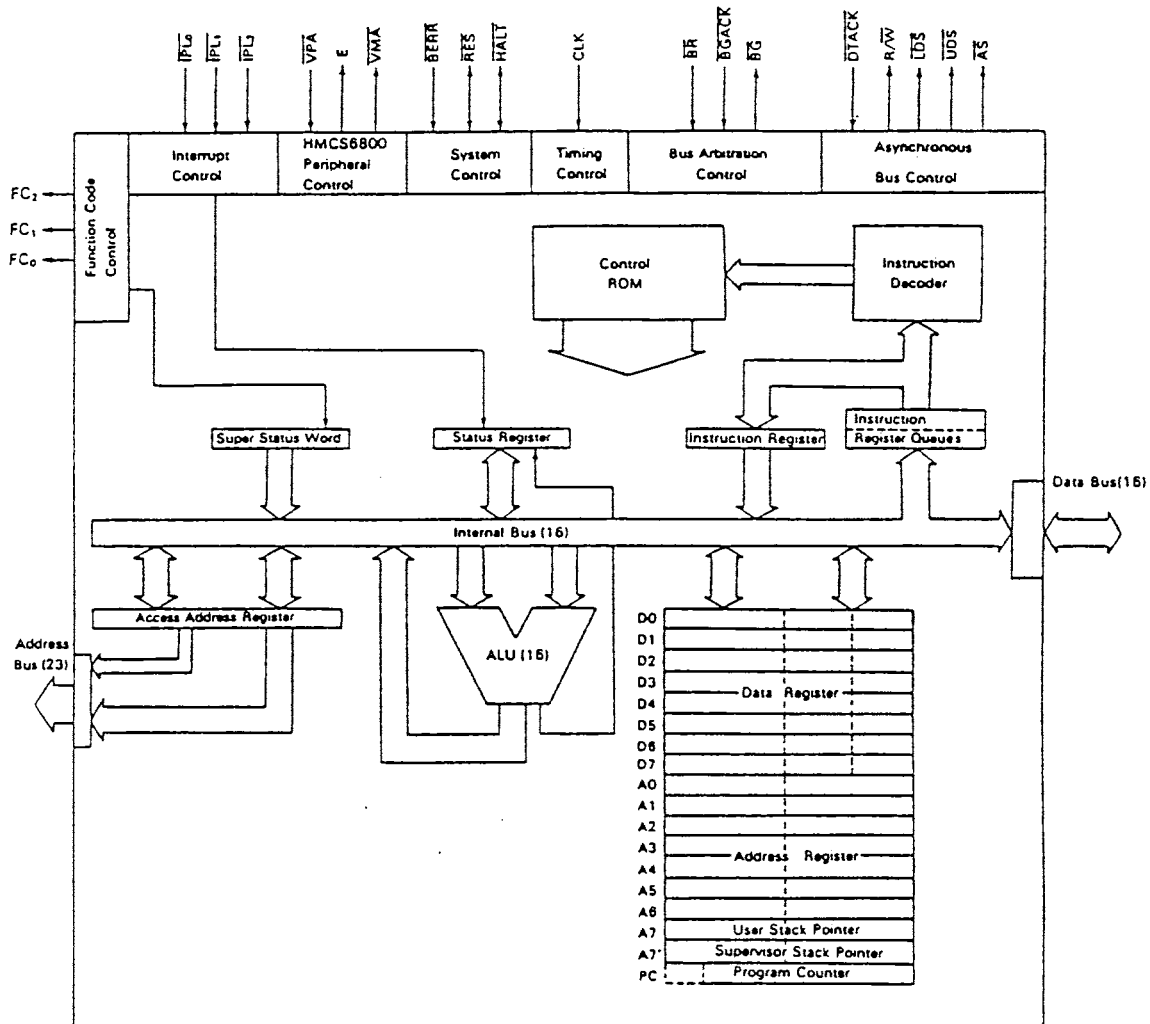 IPL₀
IPL₁
IPL₂
VPA
E
VMA
BERR
RES
HALT
CLK
BR
BGACK
BG
DTACK
R/W
LDS
UDS
AS
Interrupt
Control
HMCS6800
Peripheral
Control
System
Control
Timing
Control
Bus Arbitration
Control
Asynchronous
Bus Control
Function Code
Control
FC₂
FC₁
FC₀
Control
ROM
Instruction
Decoder
Super Status Word
Status Register
Instruction Register
Instruction
Register Queues
Data Bus(16)
Internal Bus (16)
Access Address Register
Address
Bus (23)
ALU (16)
D0
D1
D2
D3
Data Register
D4
D5
D6
D7
A0
A1
A2
A3
Address Register
A4
A5
A6
A7 User Stack Pointer
A7' Supervisor Stack Pointer
PC Program Counter